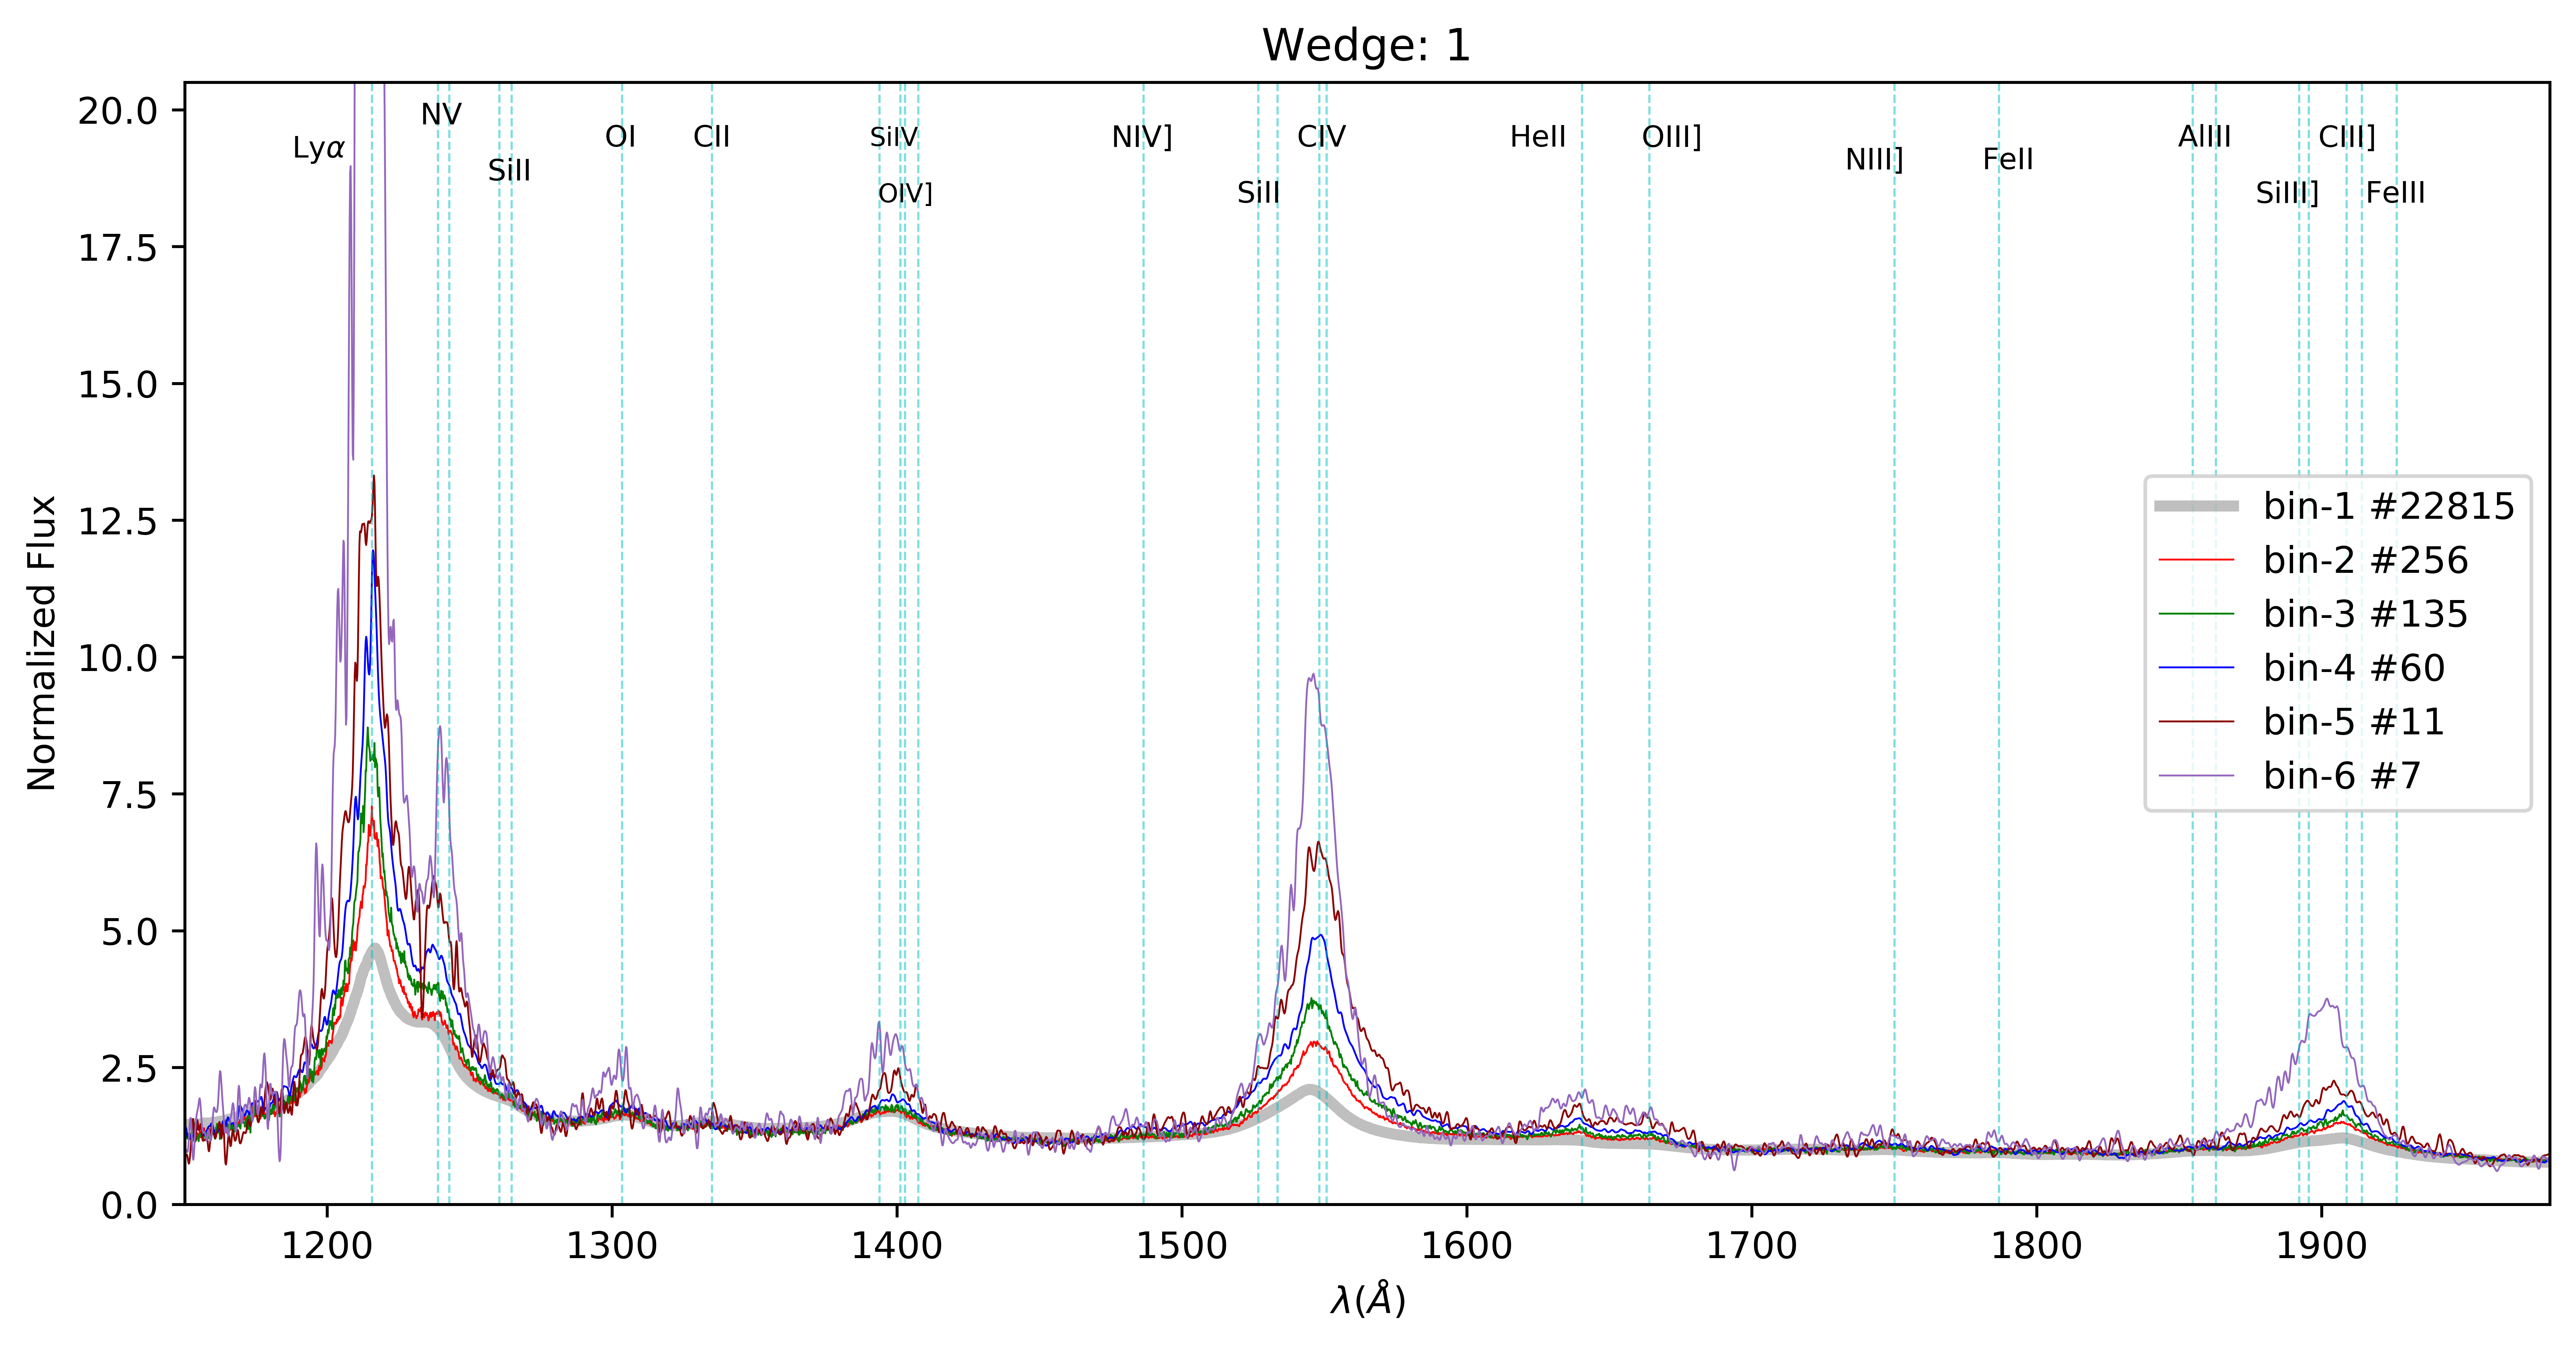 Wedge: 1
20.0
17.5
15.0
12.5
10.0
7.5
5.0
2.5
0.0
Normalized Flux
Lyα
NV
SiII
OI
CII
SiIV
OIV]
NIV]
SiII
CIV
HeII
OIII]
NIII]
FeII
AlIII
SiIII]
CIII]
FeIII
bin-1 #22815
bin-2 #256
bin-3 #135
bin-4 #60
bin-5 #11
bin-6 #7
1200 1300 1400 1500 1600 1700 1800 1900
λ(Å)